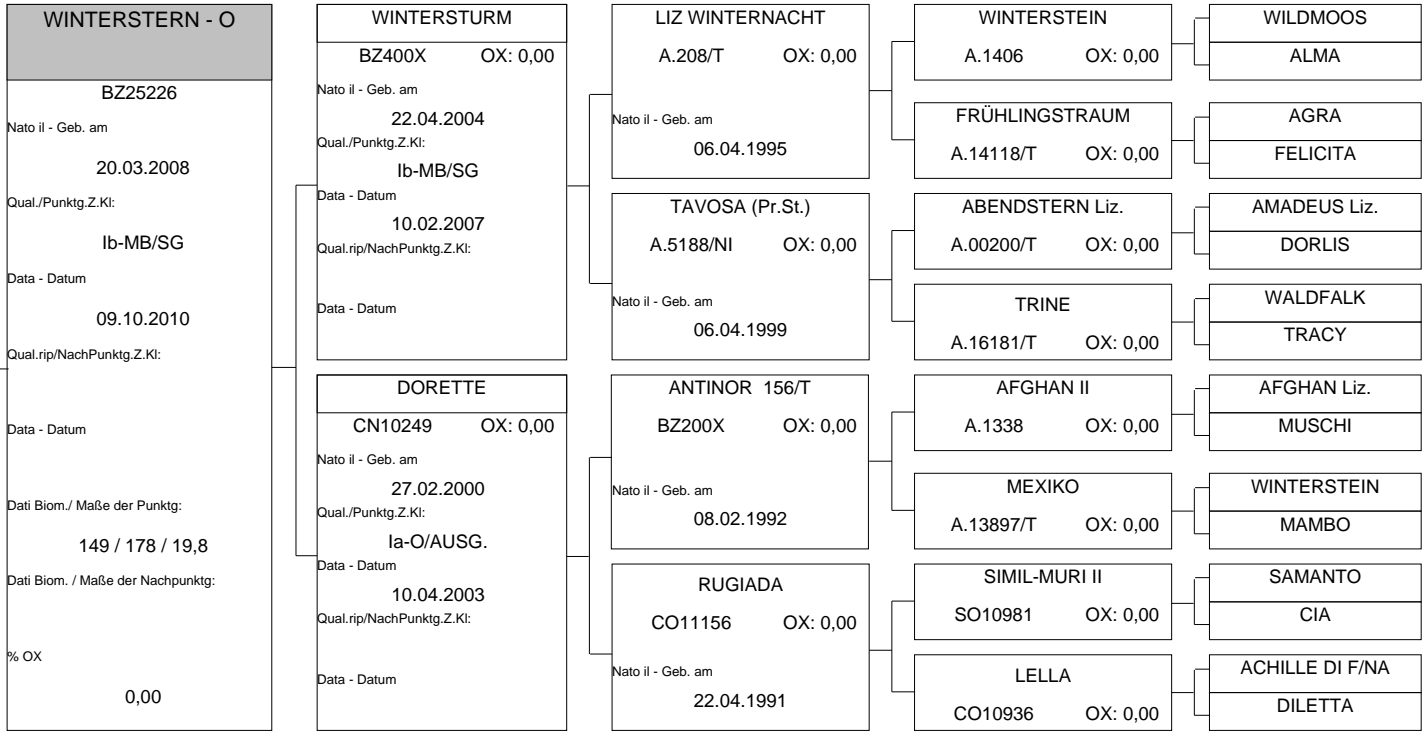 WINTERSTERN - O
BZ25226
Nato il - Geb. am
20.03.2008
Qual./Punktg.Z.Kl:
Ib-MB/SG
Data - Datum
09.10.2010
Qual.rip/NachPunktg.Z.Kl:
Data - Datum
Dati Biom./ Maße der Punktg:
149 / 178 / 19,8
Dati Biom. / Maße der Nachpunktg:
% OX
0,00
WINTERSTURM
BZ400X OX: 0,00
Nato il - Geb. am
22.04.2004
Qual./Punktg.Z.Kl:
Ib-MB/SG
Data - Datum
10.02.2007
Qual.rip/NachPunktg.Z.Kl:
Data - Datum
DORETTE
CN10249 OX: 0,00
Nato il - Geb. am
27.02.2000
Qual./Punktg.Z.Kl:
Ia-O/AUSG.
Data - Datum
10.04.2003
Qual.rip/NachPunktg.Z.Kl:
Data - Datum
LIZ WINTERNACHT
A.208/T OX: 0,00
Nato il - Geb. am
06.04.1995
TAVOSA (Pr.St.)
A.5188/NI OX: 0,00
Nato il - Geb. am
06.04.1999
ANTINOR 156/T
BZ200X OX: 0,00
Nato il - Geb. am
08.02.1992
RUGIADA
CO11156 OX: 0,00
Nato il - Geb. am
22.04.1991
WINTERSTEIN
A.1406 OX: 0,00
FRÜHLINGSTRAUM
A.14118/T OX: 0,00
ABENDSTERN Liz.
A.00200/T OX: 0,00
TRINE
A.16181/T OX: 0,00
AFGHAN II
A.1338 OX: 0,00
MEXIKO
A.13897/T OX: 0,00
SIMIL-MURI II
SO10981 OX: 0,00
LELLA
CO10936 OX: 0,00
WILDMOOS
ALMA
AGRA
FELICITA
AMADEUS Liz.
DORLIS
WALDFALK
TRACY
AFGHAN Liz.
MUSCHI
WINTERSTEIN
MAMBO
SAMANTO
CIA
ACHILLE DI F/NA
DILETTA